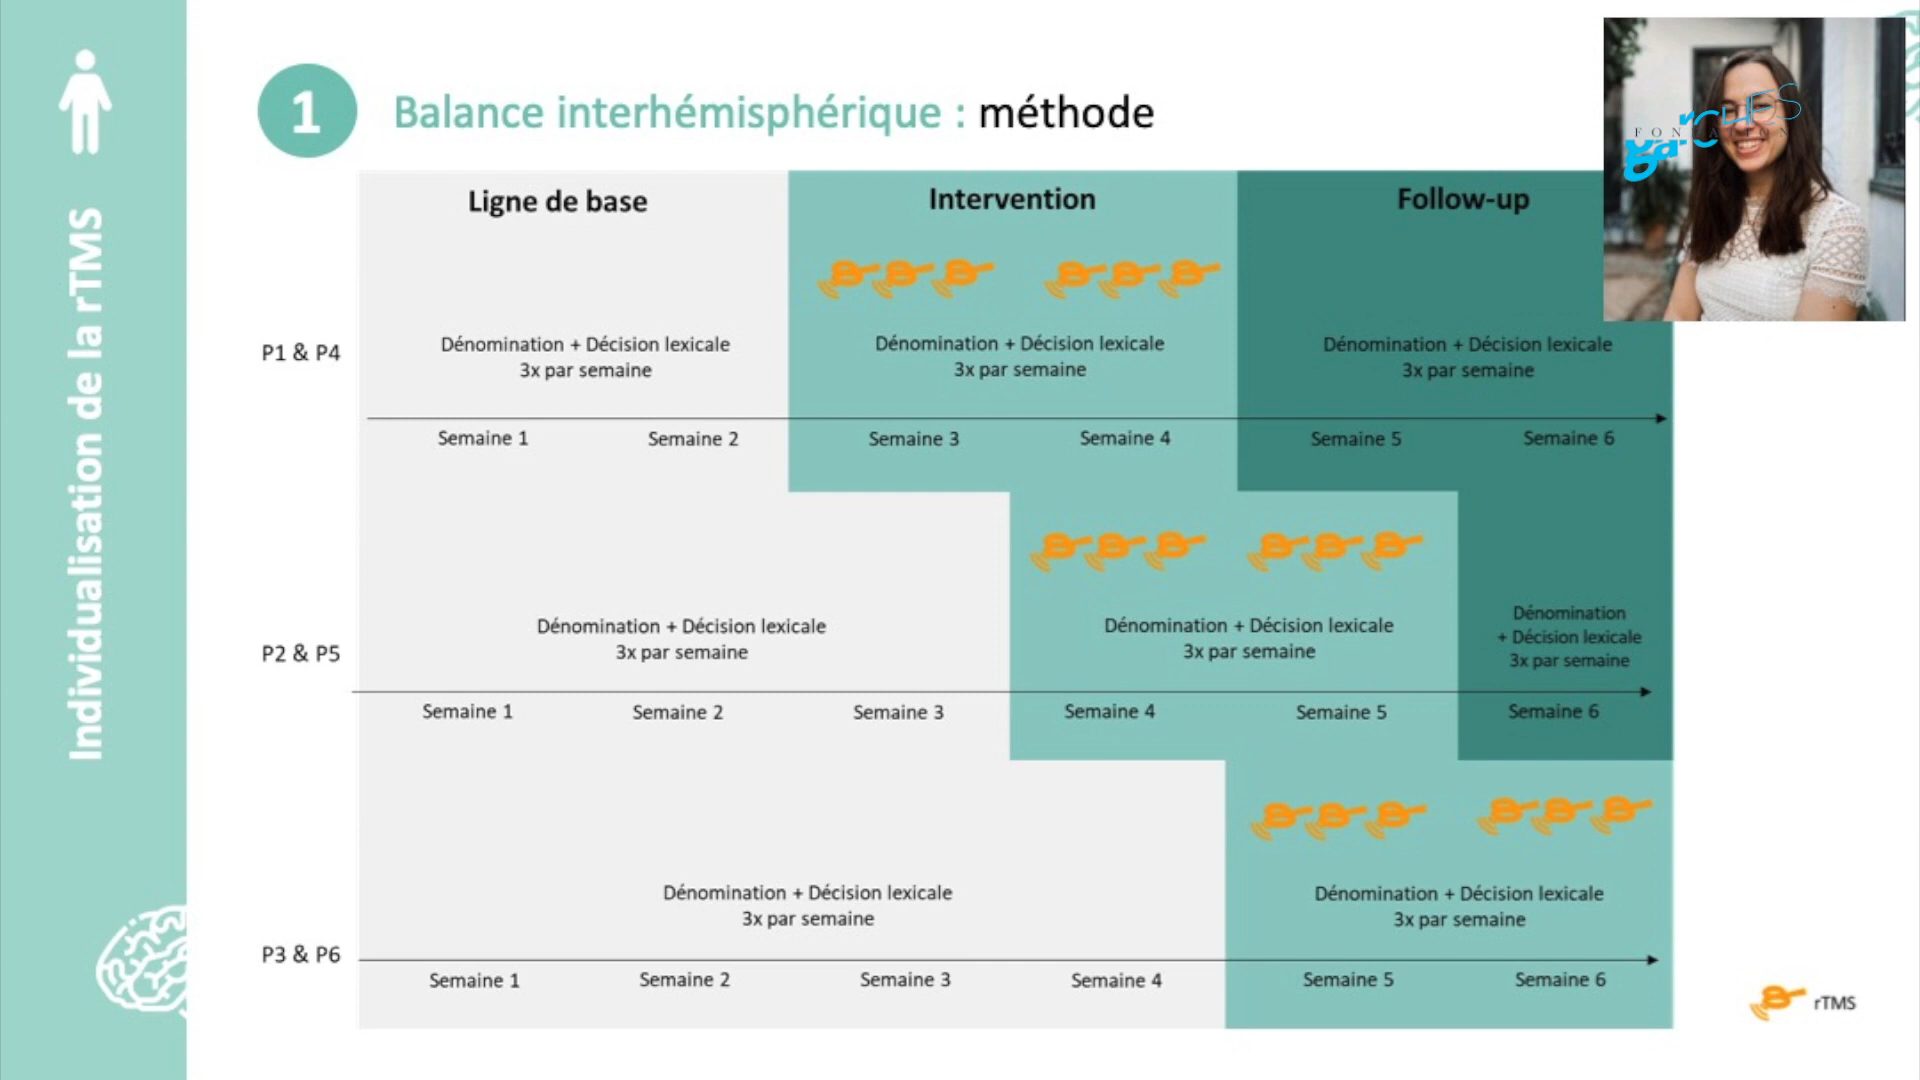 Individualisation de la rTMS
1
Balance interhémisphérique : méthode
Ligne de base
Intervention
Follow-up
P1 & P4
Dénomination + Décision lexicale
3x par semaine
Dénomination + Décision lexicale
3x par semaine
Dénomination + Décision lexicale
3x par semaine
Semaine 1
Semaine 2
Semaine 3
Semaine 4
Semaine 5
Semaine 6
P2 & P5
Dénomination + Décision lexicale
3x par semaine
Dénomination + Décision lexicale
3x par semaine
Dénomination
+ Décision lexicale
3x par semaine
Semaine 1
Semaine 2
Semaine 3
Semaine 4
Semaine 5
Semaine 6
P3 & P6
Dénomination + Décision lexicale
3x par semaine
Dénomination + Décision lexicale
3x par semaine
Semaine 1
Semaine 2
Semaine 3
Semaine 4
Semaine 5
Semaine 6
rTMS